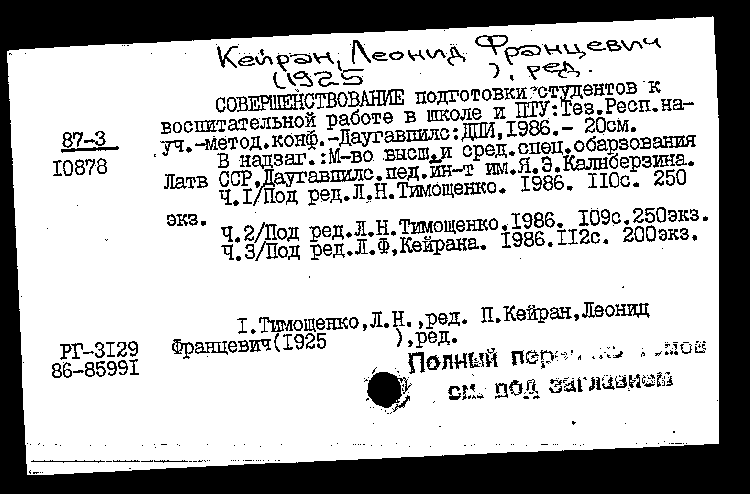 Кейран, Леонид Францевич
(1925 ), ред.
СОВЕРШЕНСТВОВАНИЕ подготовки студентов к
воспитательной работе в школе и ПТУ:Тез.Респ.на-
87-3
уч.-метод.конф.-Даугавпилс:ДПИ,1986.- 20см.
10878
В надзаг.:М-во высш.и сред.спец.обарзования
Латв ССР,Даугавпилс.пед.ин-т им.Я.Э.Калнберзина.
Ч.I/Под ред.Л.Н.Тимощенко. 1986. 110с. 250
экз.
Ч.2/Под ред.Л.Н.Тимощенко.1986. 109с.250экз.
Ч.3/Под ред.Л.Ф,Кейрана. 1986.112с. 200экз.
I.Тимощенко,Л.Н.,ред. П.Кейран,Леонид
РГ-3129
Францевич(1925 ),ред.
86-85991
Полный перечень томов
см. под заглавием